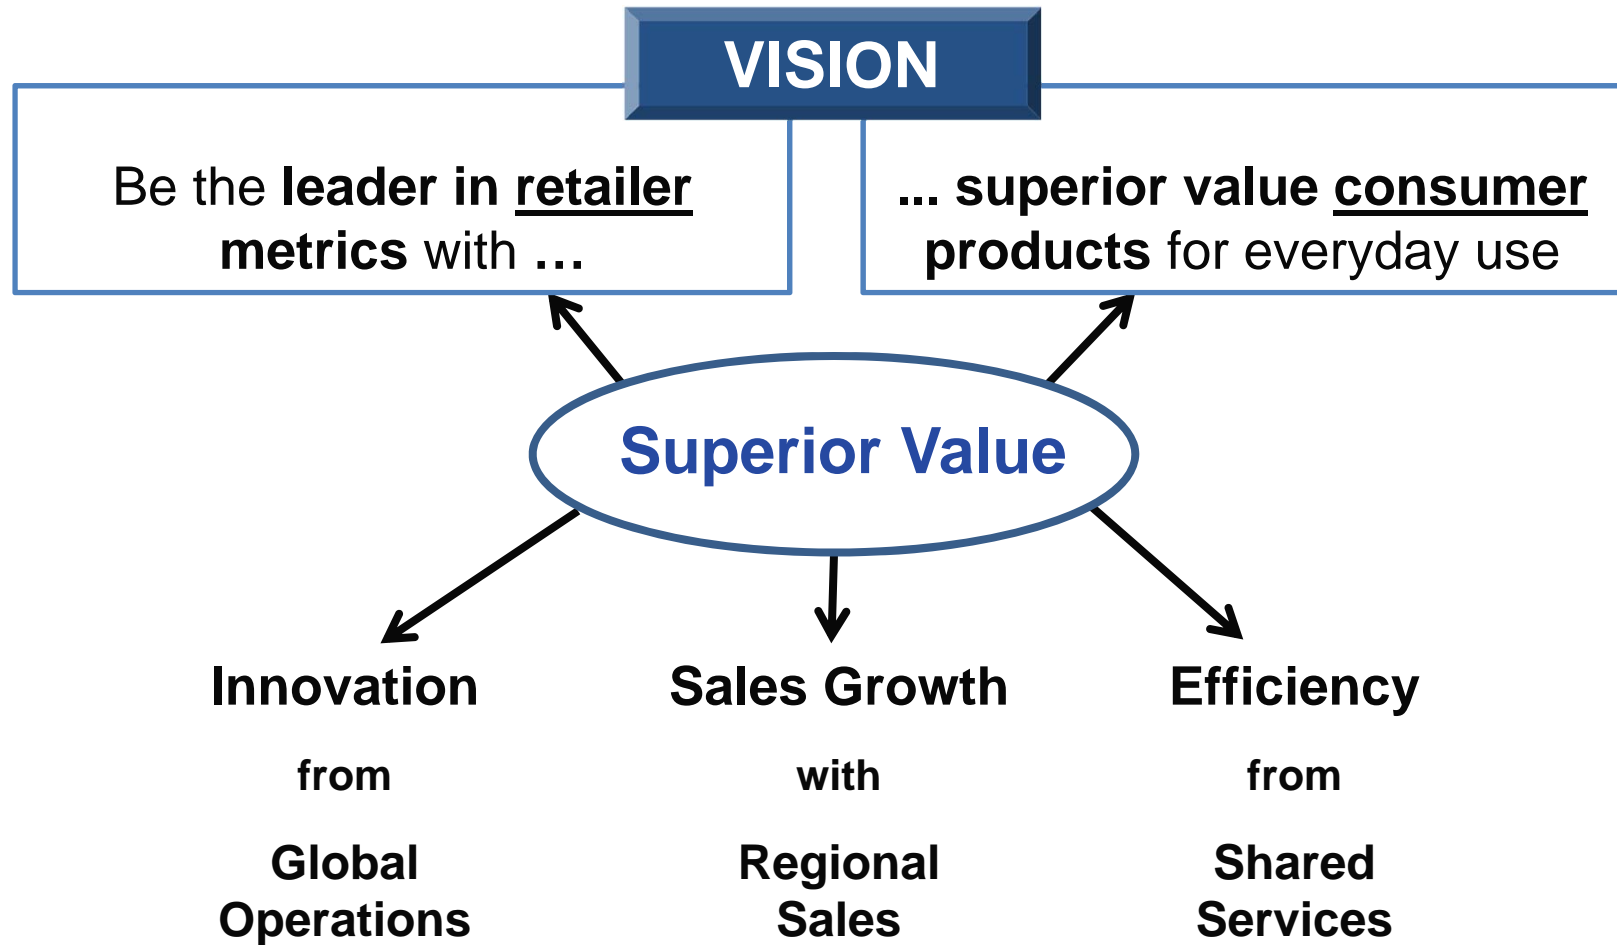 VISION
Be the leader in retailer
metrics with …
... superior value consumer
products for everyday use
Superior Value
Innovation
from
Global
Operations
Sales Growth
with
Regional
Sales
Efficiency
from
Shared
Services